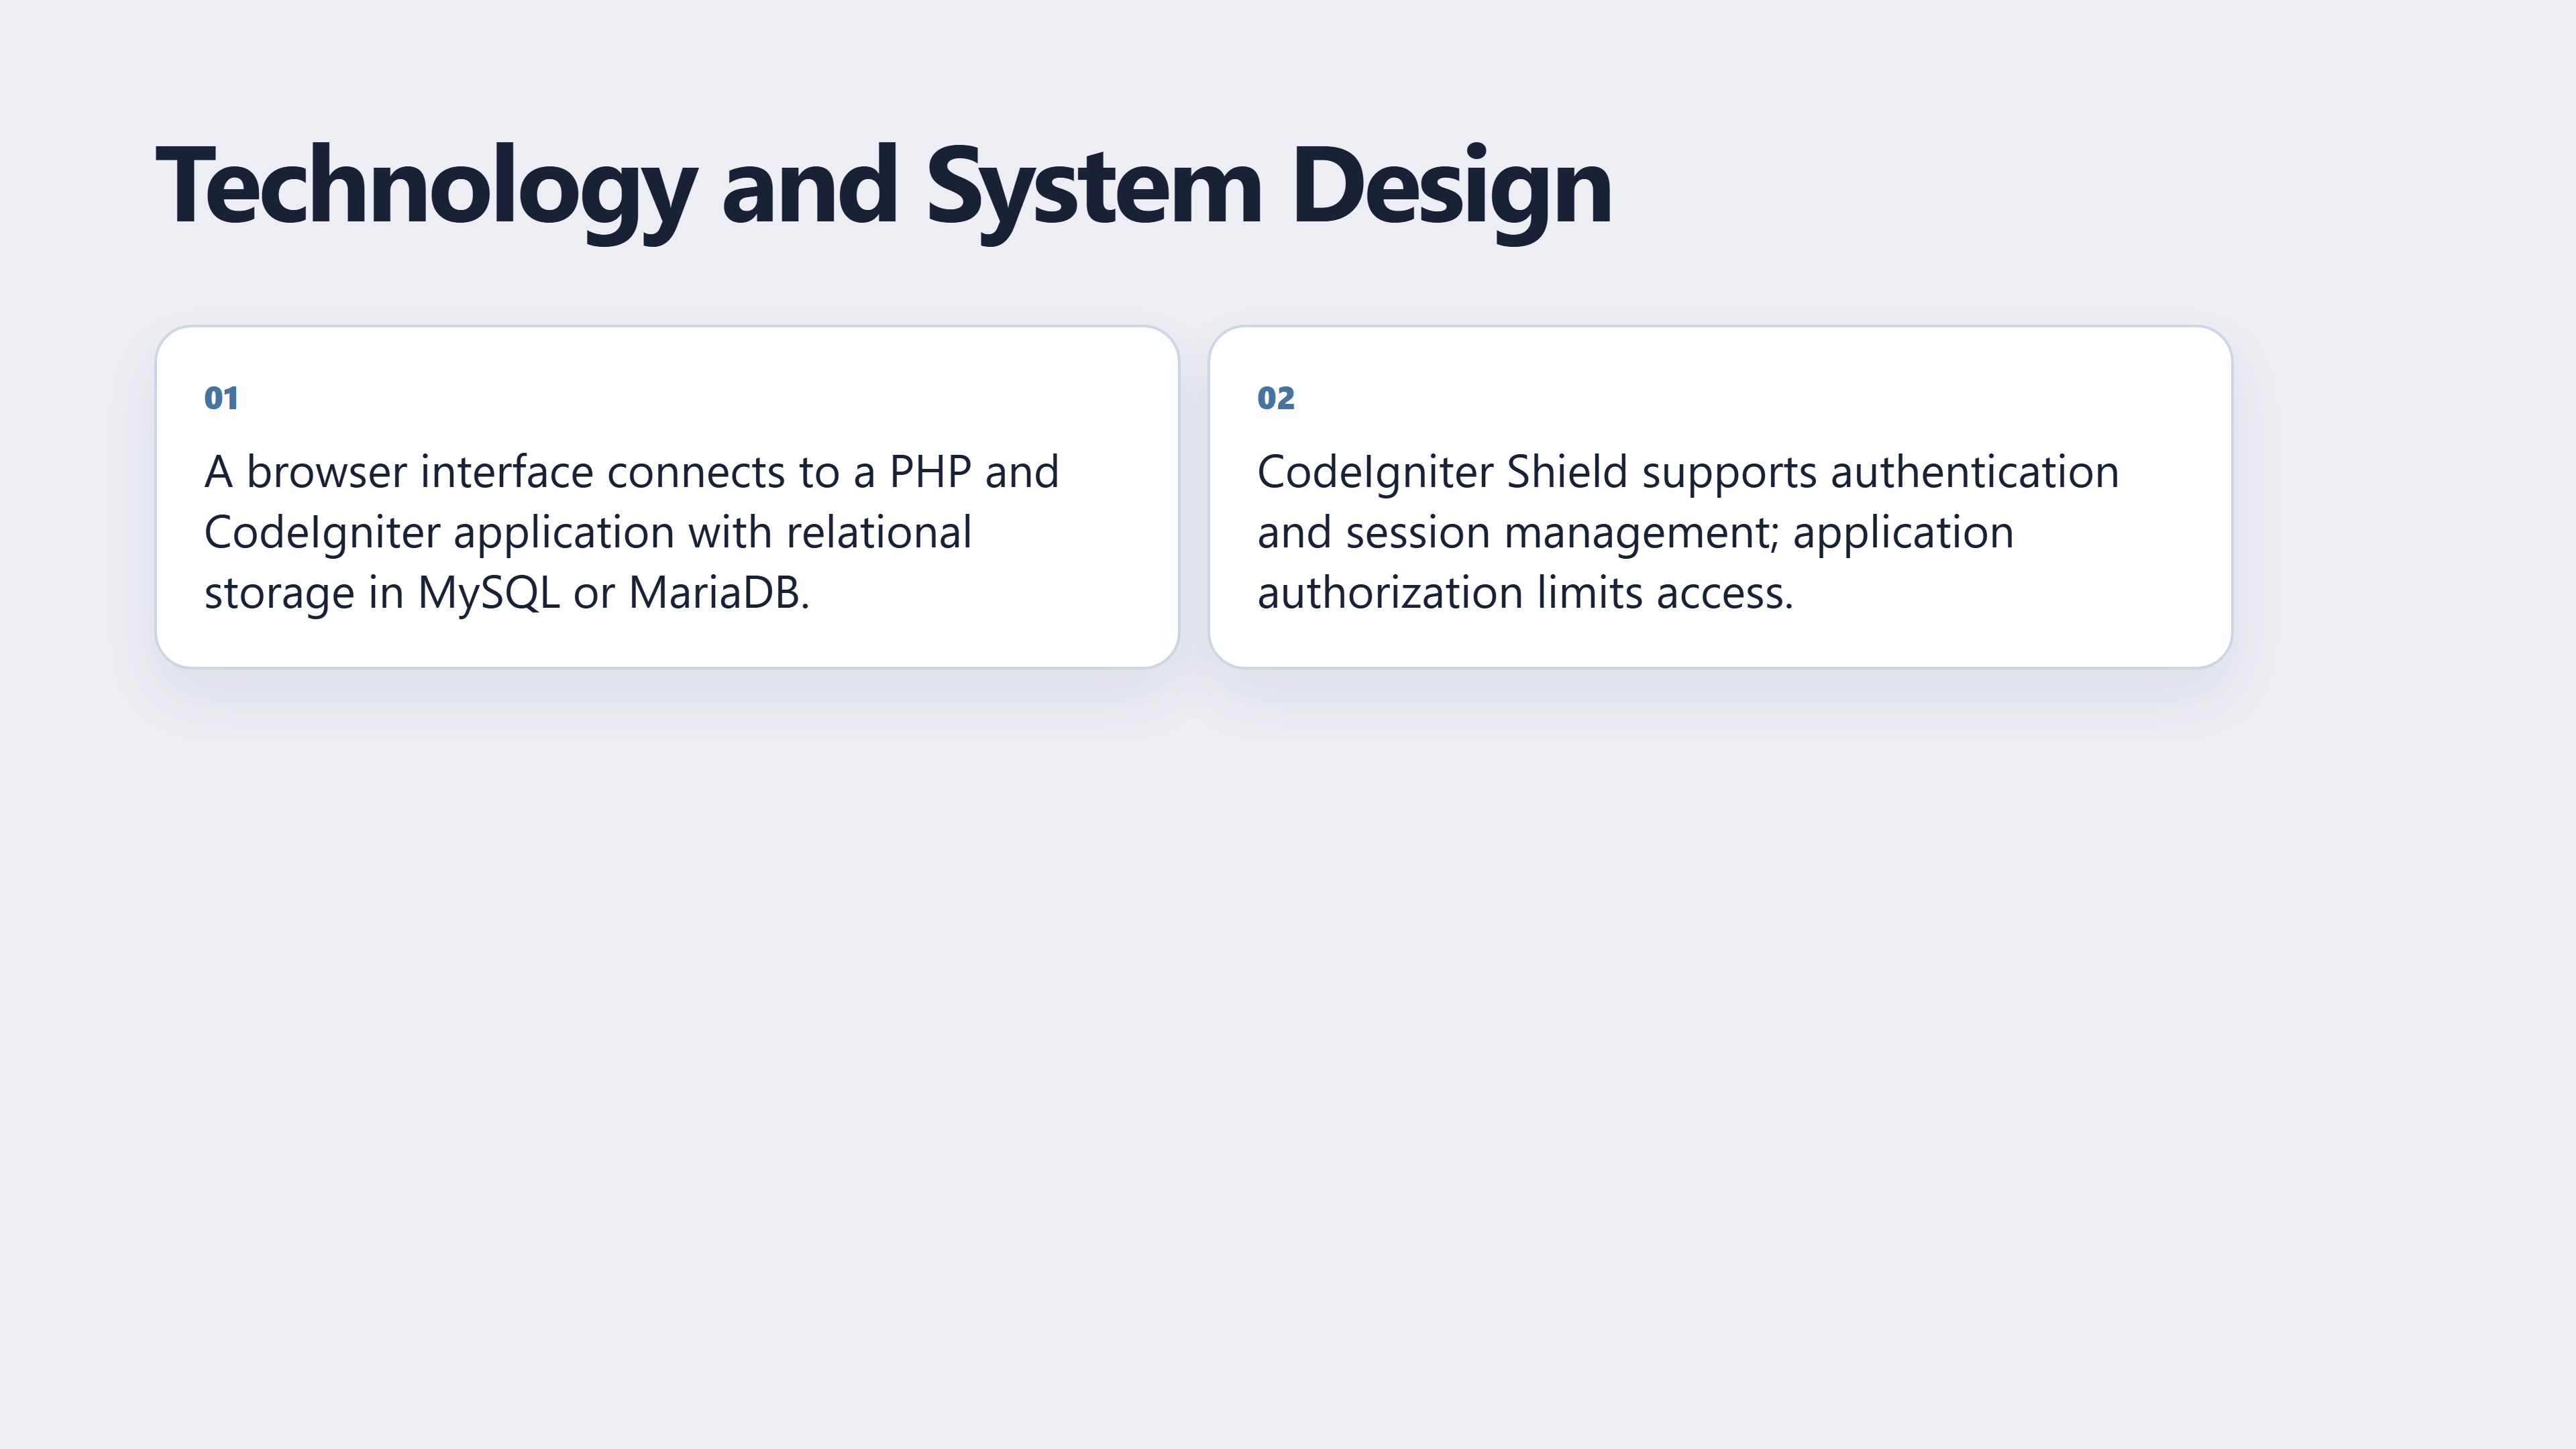 Technology and System Design
01
A browser interface connects to a PHP and
CodeIgniter application with relational
storage in MySQL or MariaDB.
02
CodeIgniter Shield supports authentication
and session management; application
authorization limits access.